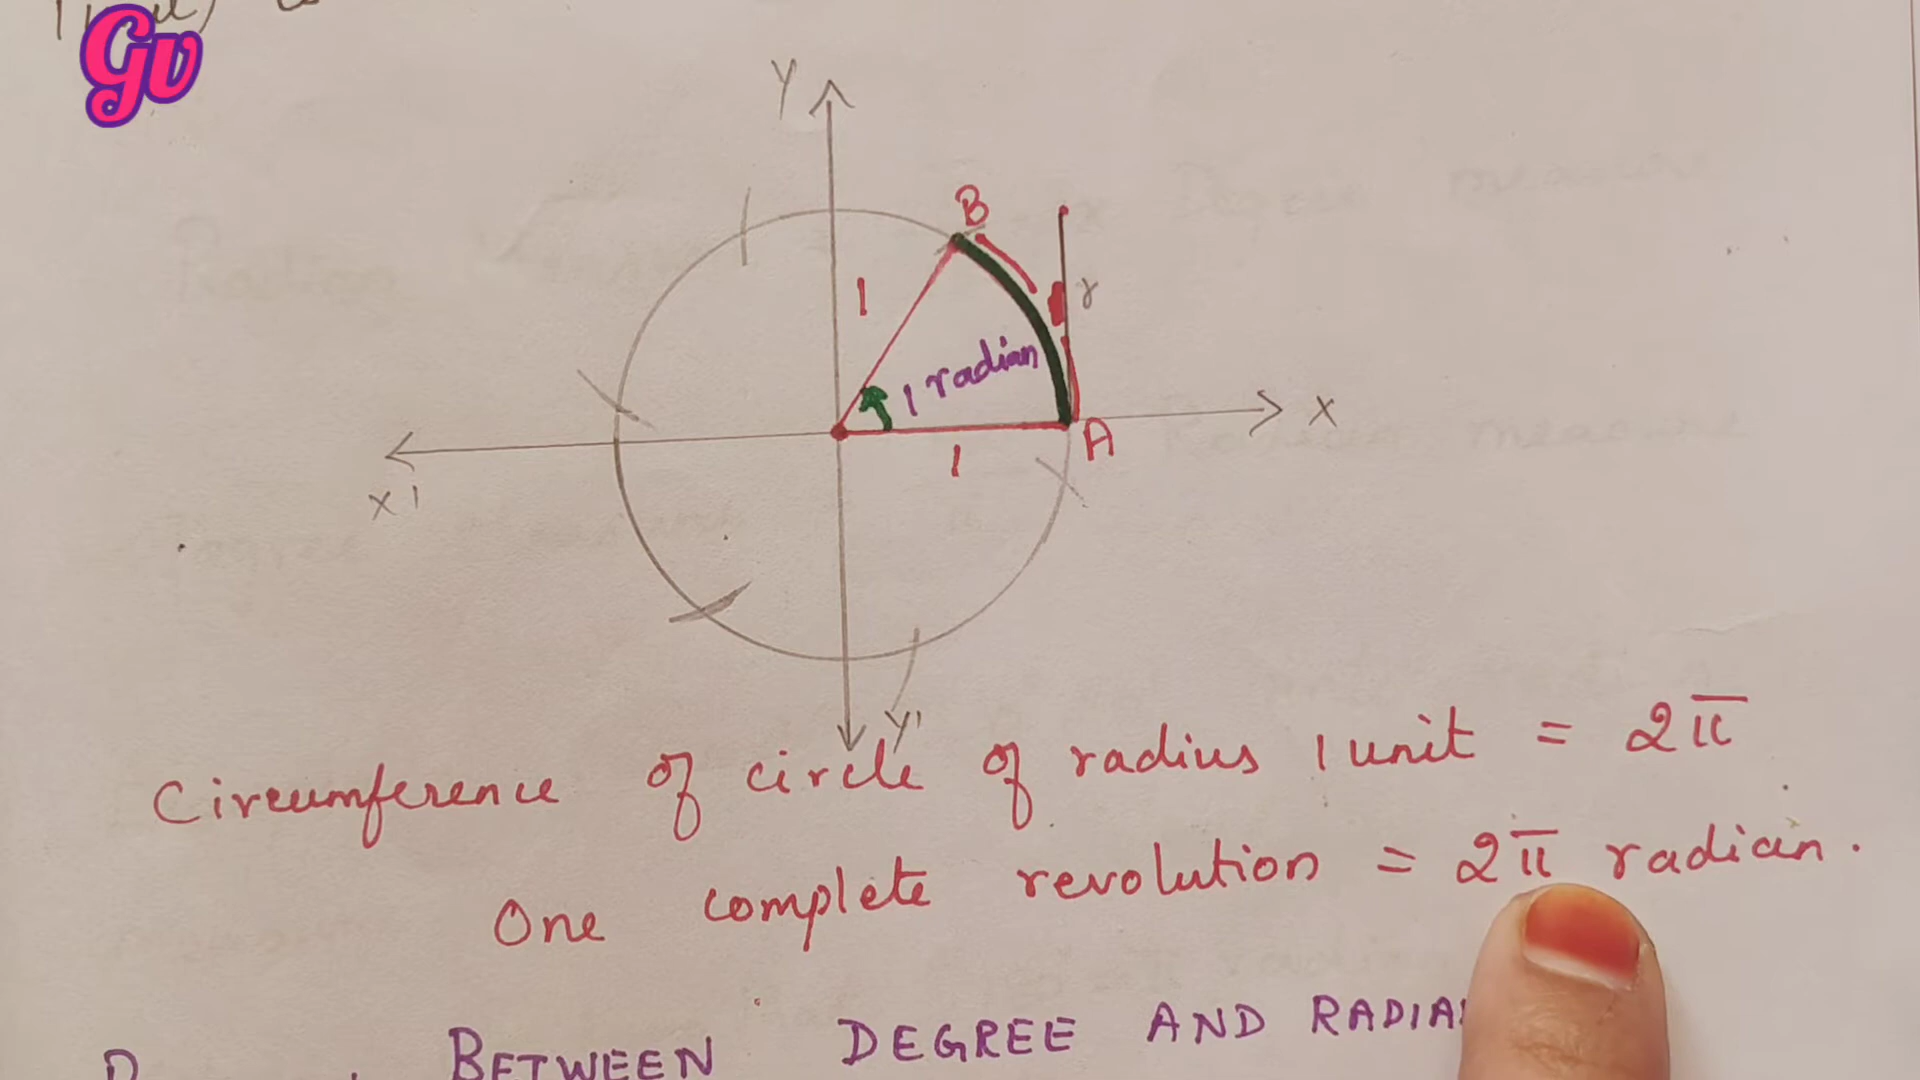 Gv
Y
B
1
r
1 radian
X
A
1
X'
Y'
Circumference of circle of radius 1 unit = 2π
One complete revolution = 2π radian.
BETWEEN DEGREE AND